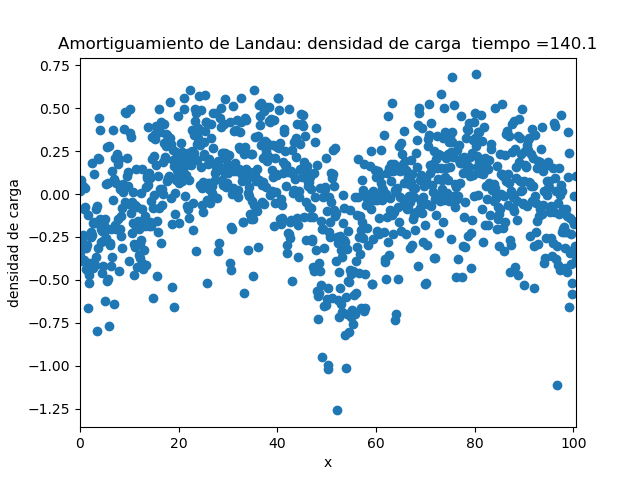 Amortiguamiento de Landau: densidad de carga  tiempo =140.1
0.75
0.50
0.25
0.00
−0.25
−0.50
−0.75
−1.00
−1.25
densidad de carga
0 20 40 60 80 100
x